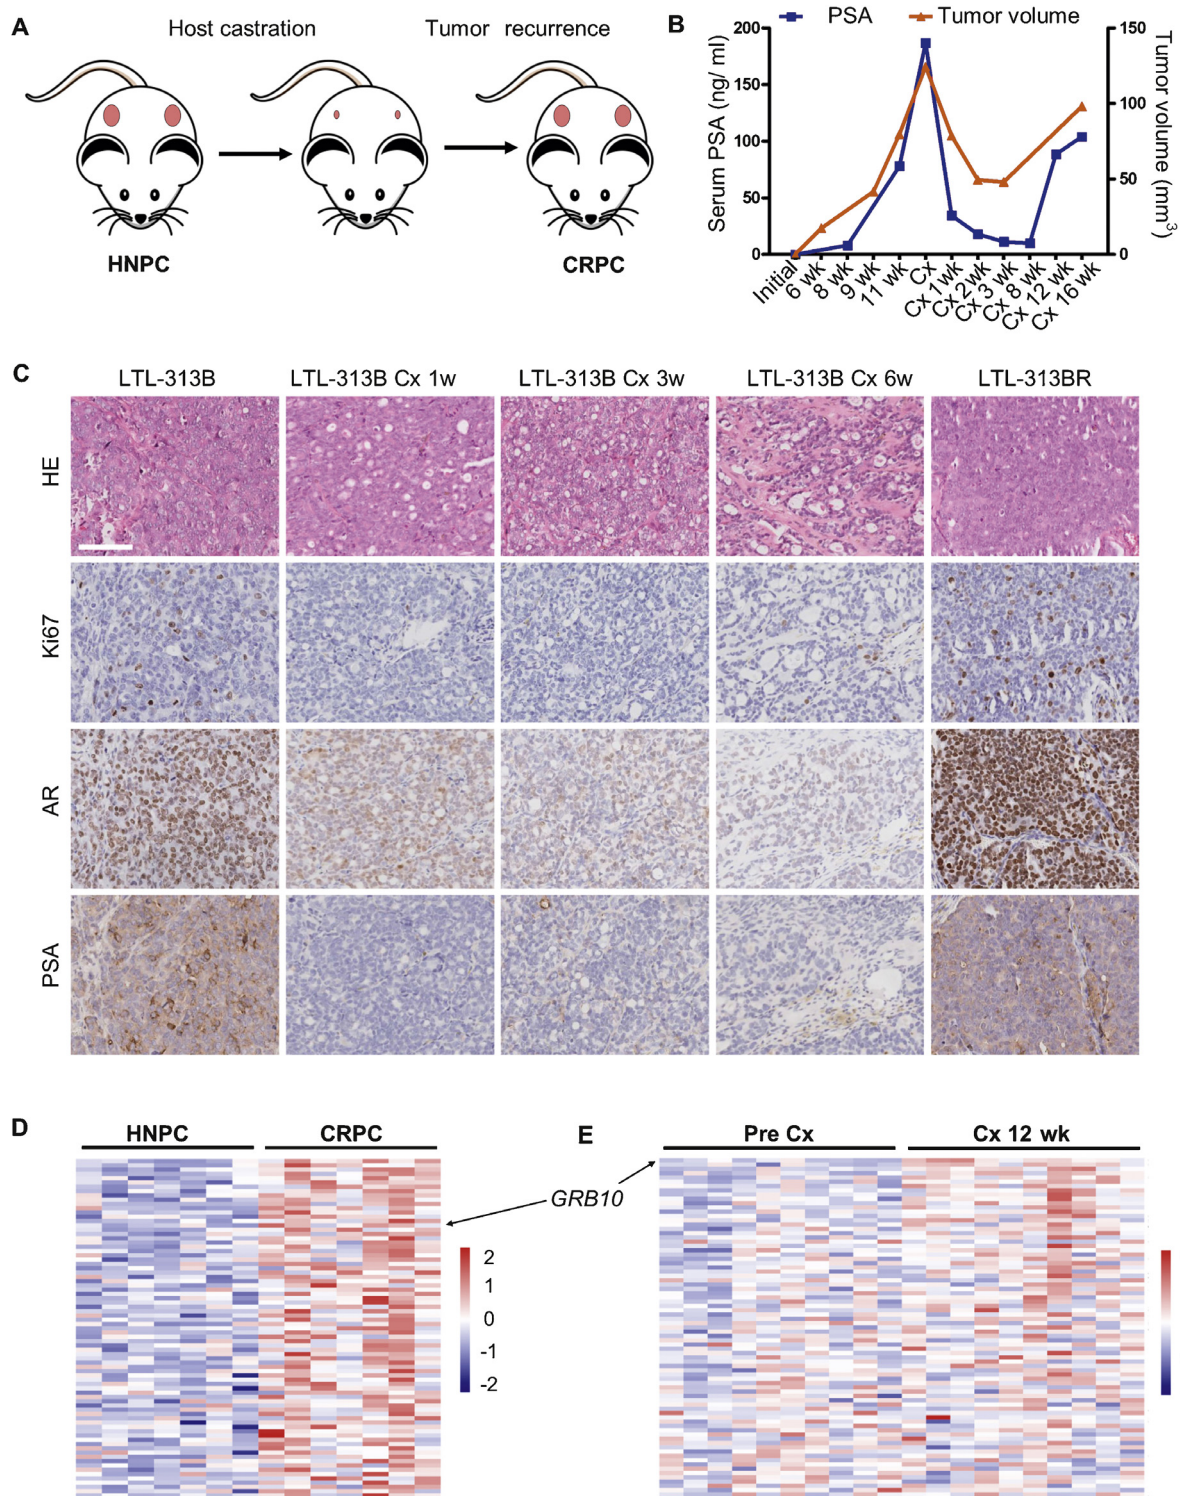 A
Host castration
Tumor recurrence
HNPC
CRPC
B
PSA
Tumor volume
Serum PSA (ng/ ml)
200
150
100
50
0
150
100
50
0
Tumor volume (mm3)
Initial
6 wk
8 wk
9 wk
11 wk
Cx
Cx 1wk
Cx 2wk
Cx 3 wk
Cx 8 wk
Cx 12 wk
Cx 16wk
C
LTL-313B
LTL-313B Cx 1w
LTL-313B Cx 3w
LTL-313B Cx 6w
LTL-313BR
HE
Ki67
AR
PSA
D
HNPC
CRPC
GRB10
2
1
0
-1
-2
E
Pre Cx
Cx 12 wk